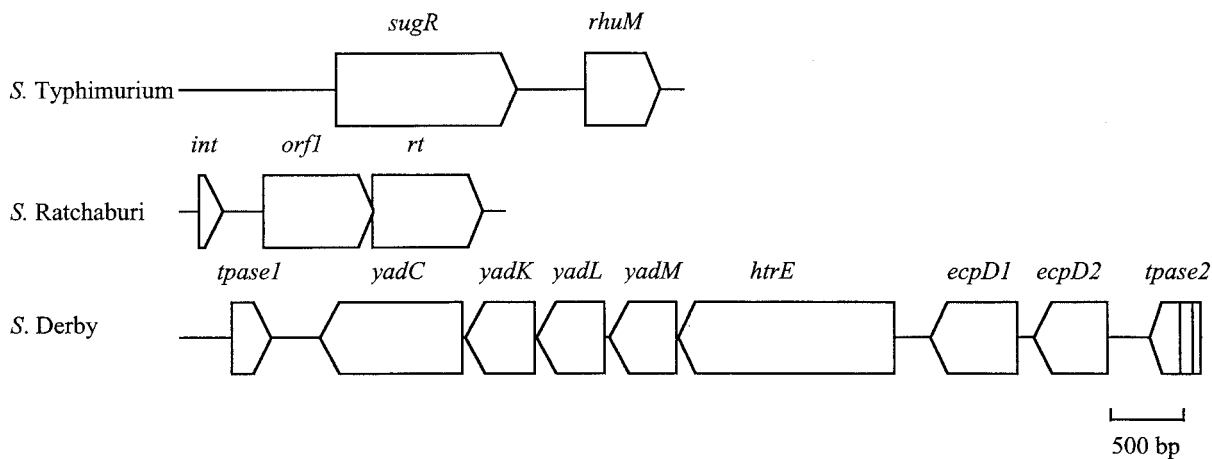 sugR rhuM
S. Typhimurium
int orf1 rt
S. Ratchaburi
tpase1 yadC yadK yadL yadM htrE ecpD1 ecpD2 tpase2
S. Derby
500 bp